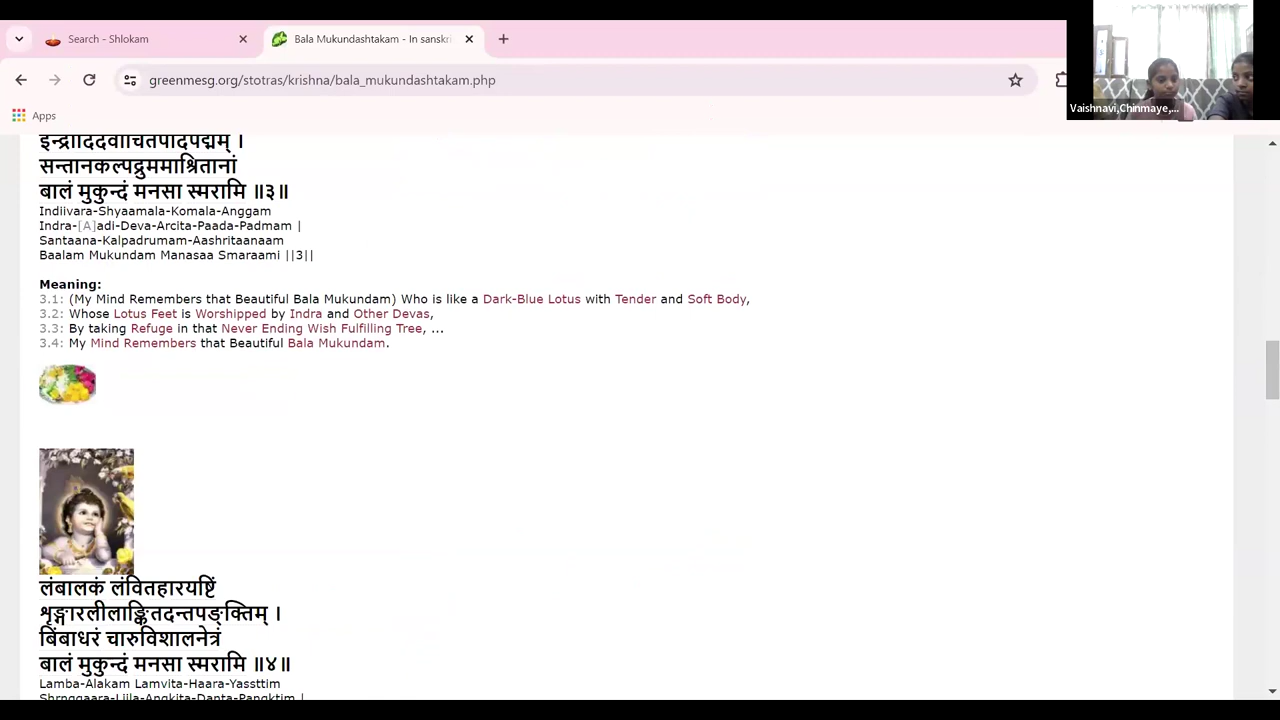 Search - Shlokam
Bala Mukundashtakam - In sanskri
greenmesg.org/stotras/krishna/bala_mukundashtakam.php
Apps
Vaishnavi,Chinmaye,...
इन्द्रादिदेवार्चितपादपद्मम् ।
सन्तानकल्पद्रुममाश्रितानां
बालं मुकुन्दं मनसा स्मरामि ॥३॥
Indiivara-Shyaamala-Komala-Anggam
Indra-[A]adi-Deva-Arcita-Paada-Padmam |
Santaana-Kalpadrumam-Aashritaanaam
Baalam Mukundam Manasaa Smaraami ||3||
Meaning:
3.1: (My Mind Remembers that Beautiful Bala Mukundam) Who is like a Dark-Blue Lotus with Tender and Soft Body,
3.2: Whose Lotus Feet is Worshipped by Indra and Other Devas,
3.3: By taking Refuge in that Never Ending Wish Fulfilling Tree, ...
3.4: My Mind Remembers that Beautiful Bala Mukundam.
लंबालकं लंवितहारयष्टिं
शृङ्गारलीलाङ्कितदन्तपङ्क्तिम् ।
बिंबाधरं चारुविशालनेत्रं
बालं मुकुन्दं मनसा स्मरामि ॥४॥
Lamba-Alakam Lamvita-Haara-Yassttim
Shrnggaara-Liila-Angkita-Danta-Pangktim |